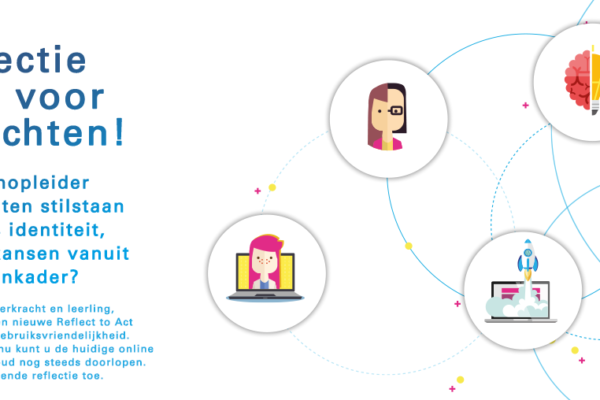 ectie
voor
chten!
nopleider
ten stilstaan
identiteit,
ansen vanuit
nkader?
erkracht en leerling,
n nieuwe Reflect to Act
ebruiksvriendelijkheid.
nu kunt u de huidige online
ud nog steeds doorlopen.
ende reflectie toe.